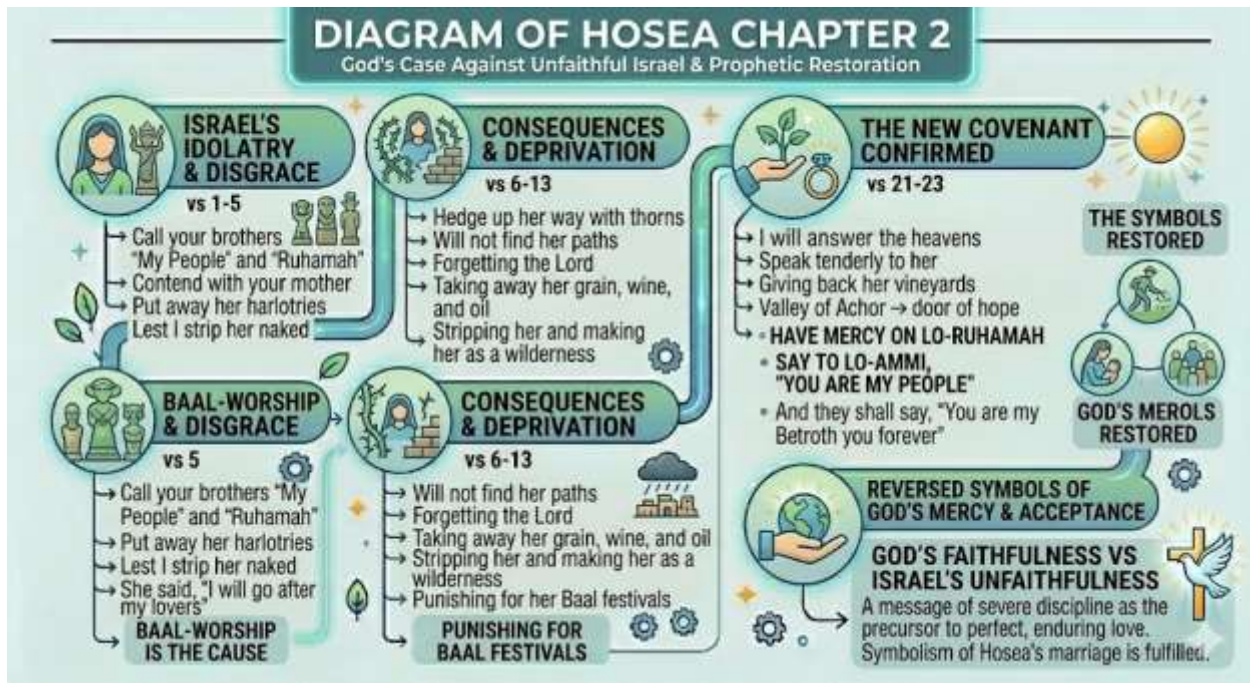 DIAGRAM OF HOSEA CHAPTER 2
God's Case Against Unfaithful Israel & Prophetic Restoration
ISRAEL'S
IDOLATRY
& DISGRACE
vs 1-5
Call your brothers
"My People" and "Ruhamah"
Contend with your mother
Put away her harlotries
Lest I strip her naked
BAAL-WORSHIP
& DISGRACE
vs 5
Call your brothers "My
People" and "Ruhamah"
Put away her harlotries
Lest I strip her naked
She said, "I will go after
my lovers"
BAAL-WORSHIP
IS THE CAUSE
CONSEQUENCES
& DEPRIVATION
vs 6-13
Hedge up her way with thorns
Will not find her paths
Forgetting the Lord
Taking away her grain, wine,
and oil
Stripping her and making
her as a wilderness
CONSEQUENCES
& DEPRIVATION
vs 6-13
Will not find her paths
Forgetting the Lord
Taking away her grain, wine, and oil
Stripping her and making her as a
wilderness
Punishing for her Baal festivals
PUNISHING FOR
BAAL FESTIVALS
THE NEW COVENANT
CONFIRMED
vs 21-23
I will answer the heavens
Speak tenderly to her
Giving back her vineyards
Valley of Achor → door of hope
• HAVE MERCY ON LO-RUHAMAH
• SAY TO LO-AMMI,
"YOU ARE MY PEOPLE"
• And they shall say, "You are my
Betroth you forever"
THE SYMBOLS
RESTORED
GOD'S MEROLS
RESTORED
REVERSED SYMBOLS OF
GOD'S MERCY & ACCEPTANCE
GOD'S FAITHFULNESS VS
ISRAEL'S UNFAITHFULNESS
A message of severe discipline as the
precursor to perfect, enduring love.
Symbolism of Hosea's marriage is fulfilled.